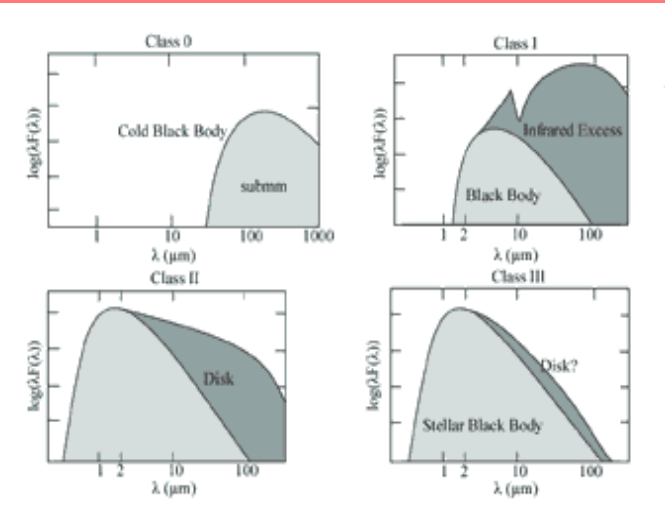 Class 0
log(λF(λ))
Cold Black Body
submm
1 10 100 1000
λ (μm)
Class I
log(λF(λ))
Infrared Excess
Black Body
1 2 10 100
λ (μm)
Class II
log(λF(λ))
Disk
1 2 10 100
λ (μm)
Class III
log(λF(λ))
Disk?
Stellar Black Body
1 2 10 100
λ (μm)